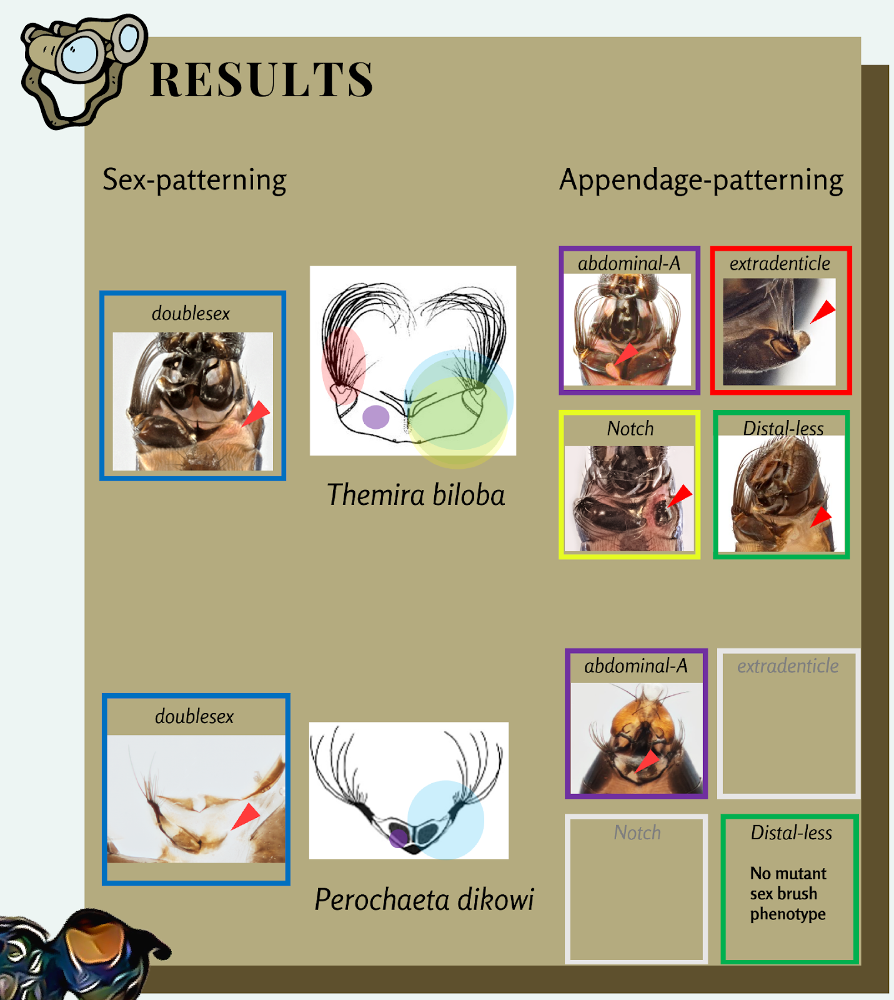 RESULTS
Sex-patterning
Appendage-patterning
doublesex
Themira biloba
abdominal-A
extradenticle
Notch
Distal-less
doublesex
Perochaeta dikowi
abdominal-A
extradenticle
Notch
Distal-less
No mutant
sex brush
phenotype